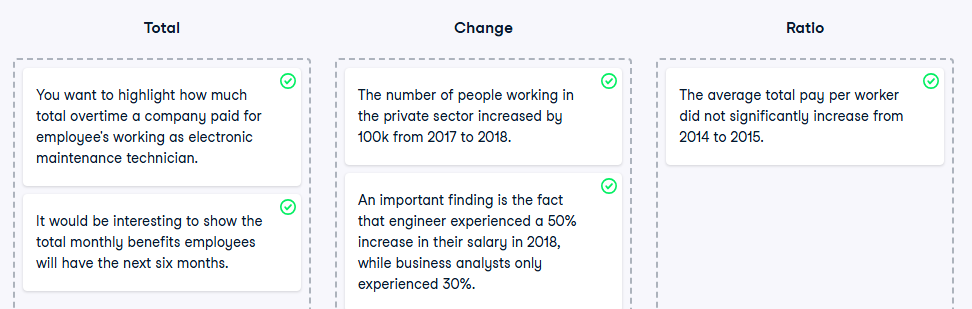 Total
You want to highlight how much
total overtime a company paid for
employee's working as electronic
maintenance technician.
It would be interesting to show the
total monthly benefits employees
will have the next six months.
Change
The number of people working in
the private sector increased by
100k from 2017 to 2018.
An important finding is the fact
that engineer experienced a 50%
increase in their salary in 2018,
while business analysts only
experienced 30%.
Ratio
The average total pay per worker
did not significantly increase from
2014 to 2015.